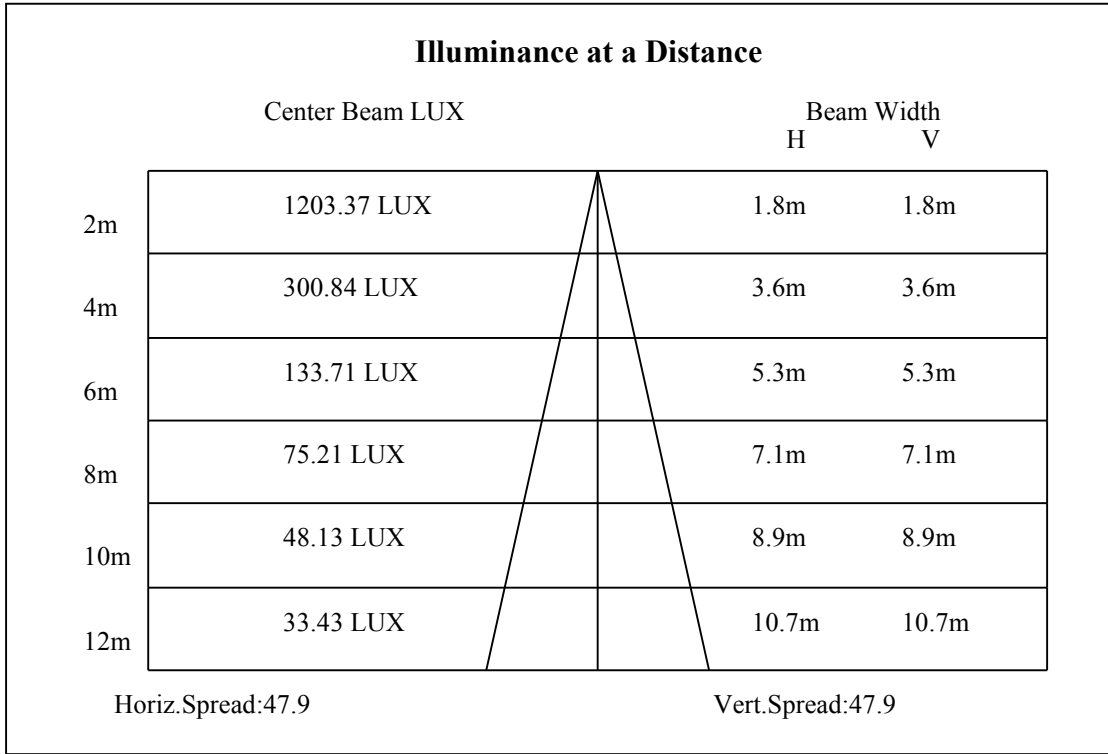 Illuminance at a Distance
Center Beam LUX Beam Width
H V
2m 1203.37 LUX 1.8m 1.8m
4m 300.84 LUX 3.6m 3.6m
6m 133.71 LUX 5.3m 5.3m
8m 75.21 LUX 7.1m 7.1m
10m 48.13 LUX 8.9m 8.9m
12m 33.43 LUX 10.7m 10.7m
Horiz.Spread:47.9 Vert.Spread:47.9